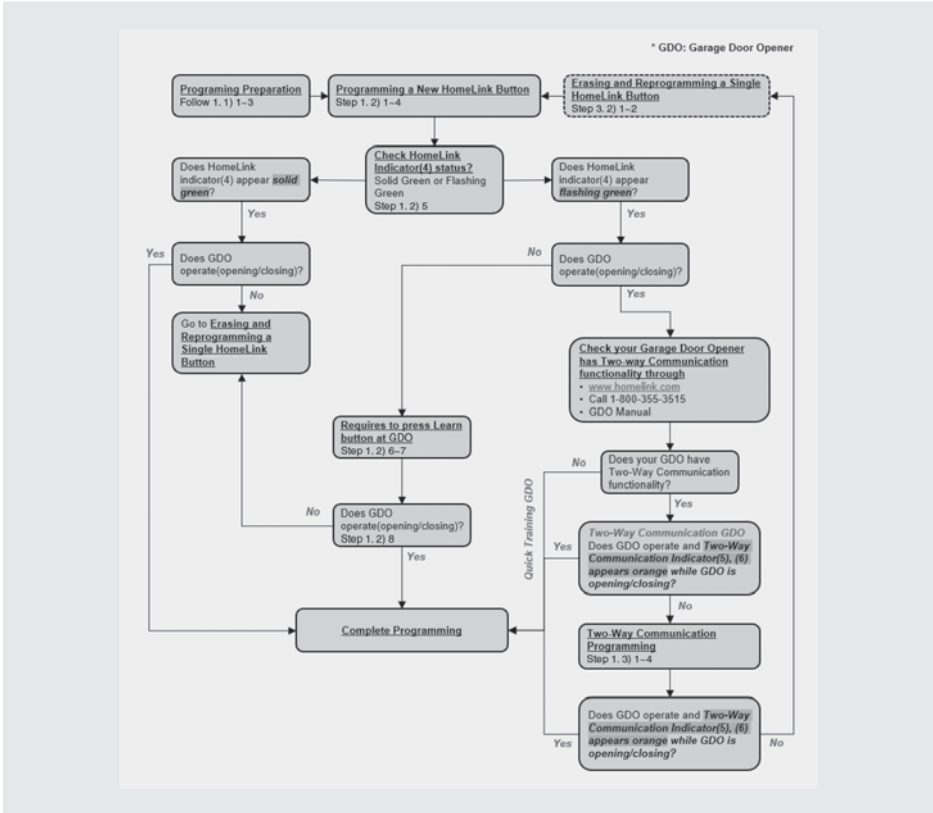 * GDO: Garage Door Opener
Programing Preparation
Follow 1. 1) 1~3
Programming a New HomeLink Button
Step 1. 2) 1~4
Erasing and Reprogramming a Single
HomeLink Button
Step 3. 2) 1~2
Check HomeLink
Indicator(4) status?
Solid Green or Flashing
Green
Step 1. 2) 5
Does HomeLink
indicator(4) appear solid
green?
Yes
Does HomeLink
indicator(4) appear
flashing green?
Yes
Yes
Does GDO
operate(opening/closing)?
No
No
Does GDO
operate(opening/closing)?
Yes
Go to Erasing and
Reprogramming a
Single HomeLink
Button
Check your Garage Door Opener
has Two-way Communication
functionality through
• www.homelink.com
• Call 1-800-355-3515
• GDO Manual
Requires to press Learn
button at GDO
Step 1. 2) 6~7
No
Does your GDO have
Two-Way Communication
functionality?
Yes
Quick Training GDO
No
Does GDO
operate(opening/closing)?
Step 1. 2) 8
Yes
Yes
Two-Way Communication GDO
Does GDO operate and Two-Way
Communication Indicator(5), (6)
appears orange while GDO is
opening/closing?
No
Complete Programming
Two-Way Communication
Programming
Step 1. 3) 1~4
Yes
Does GDO operate and Two-Way
Communication Indicator(5), (6)
appears orange while GDO is
opening/closing?
No